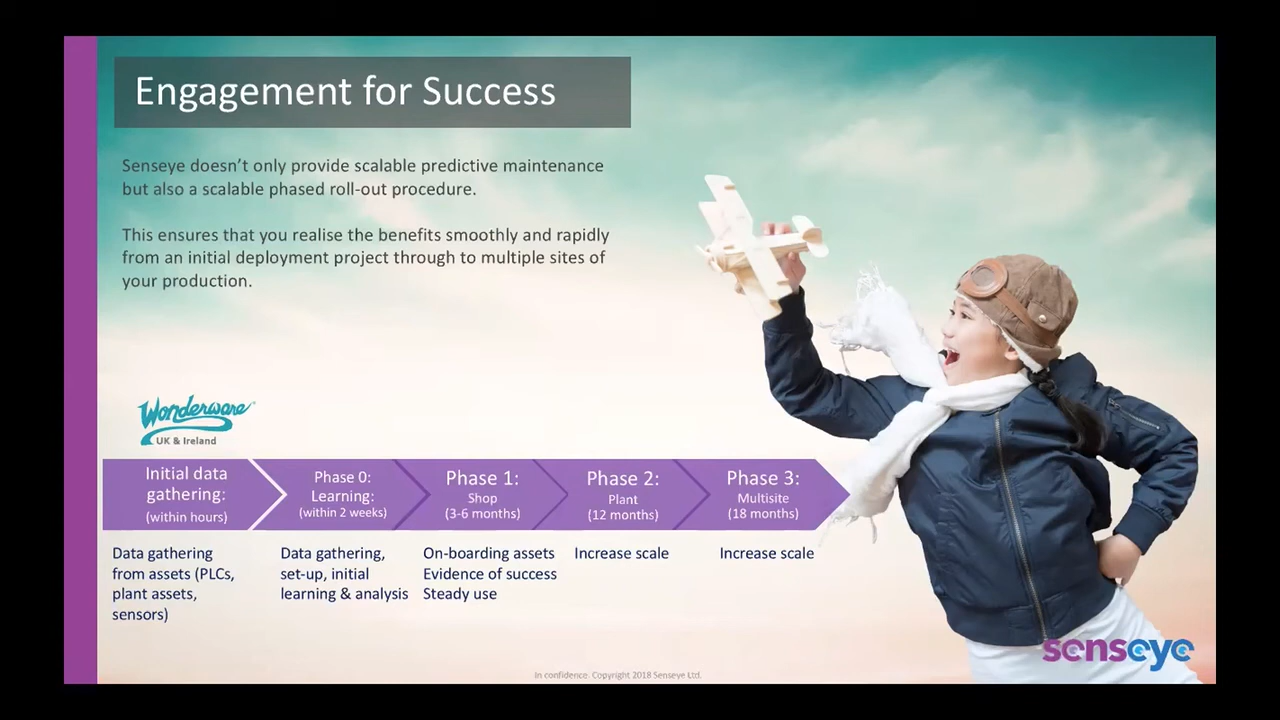 Engagement for Success
Senseye doesn’t only provide scalable predictive maintenance
but also a scalable phased roll-out procedure.
This ensures that you realise the benefits smoothly and rapidly
from an initial deployment project through to multiple sites of
your production.
Wonderware
UK & Ireland
Initial data
gathering:
(within hours)
Phase 0:
Learning:
(within 2 weeks)
Phase 1:
Shop
(3-6 months)
Phase 2:
Plant
(12 months)
Phase 3:
Multisite
(18 months)
Data gathering
from assets (PLCs,
plant assets,
sensors)
Data gathering,
set-up, initial
learning & analysis
On-boarding assets
Evidence of success
Steady use
Increase scale
Increase scale
senseye
In confidence. Copyright 2018 Senseye Ltd.